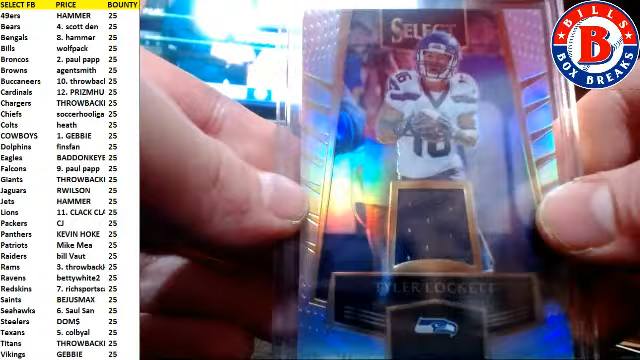 SELECT FB PRICE BOUNTY
49ers HAMMER 25
Bears 4. scott den 25
Bengals 8. hammer 25
Bills wolfpack 25
Broncos 2. paul papp 25
Browns agentsmith 25
Buccaneers 10. throwbacl 25
Cardinals 12. PRIZMHU 25
Chargers THROWBACKI 25
Chiefs soccerhooliga 25
Colts heath 25
COWBOYS 1. GEBBIE 25
Dolphins finsfan 25
Eagles BADDONKEYE 25
Falcons 9. paul papp 25
Giants THROWBACKI 25
Jaguars RWILSON 25
Jets HAMMER 25
Lions 11. CLACK CLA 25
Packers CJ 25
Panthers KEVIN HOKE 25
Patriots Mike Mea 25
Raiders bill Vaut 25
Rams 3. throwback 25
Ravens bettywhite2 25
Redskins 7. richsports 25
Saints BEJUSMAX 25
Seahawks 6. Saul San 25
Steelers DOM$ 25
Texans 5. colbyal 25
Titans THROWBACKI 25
Vikings GEBBIE 25
SELECT
16
TYLER LOCKETT
BILLS
B
BOX BREAKS